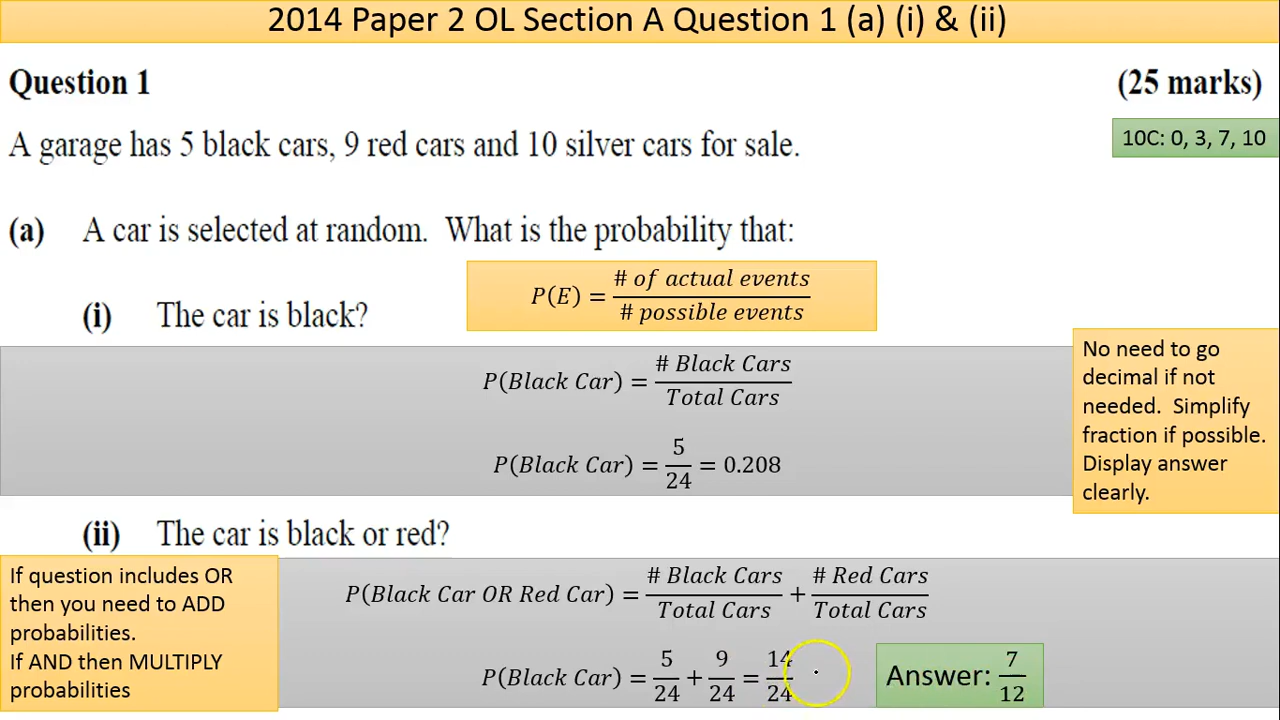 2014 Paper 2 OL Section A Question 1 (a) (i) & (ii)
Question 1 (25 marks)
10C: 0, 3, 7, 10
A garage has 5 black cars, 9 red cars and 10 silver cars for sale.
(a) A car is selected at random. What is the probability that:
P(E) = # of actual events / # possible events
(i) The car is black?
P(Black Car) = # Black Cars / Total Cars
P(Black Car) = 5/24 = 0.208
No need to go
decimal if not
needed. Simplify
fraction if possible.
Display answer
clearly.
(ii) The car is black or red?
If question includes OR
then you need to ADD
probabilities.
If AND then MULTIPLY
probabilities
P(Black Car OR Red Car) = # Black Cars / Total Cars + # Red Cars / Total Cars
P(Black Car) = 5/24 + 9/24 = 14/24
Answer: 7/12